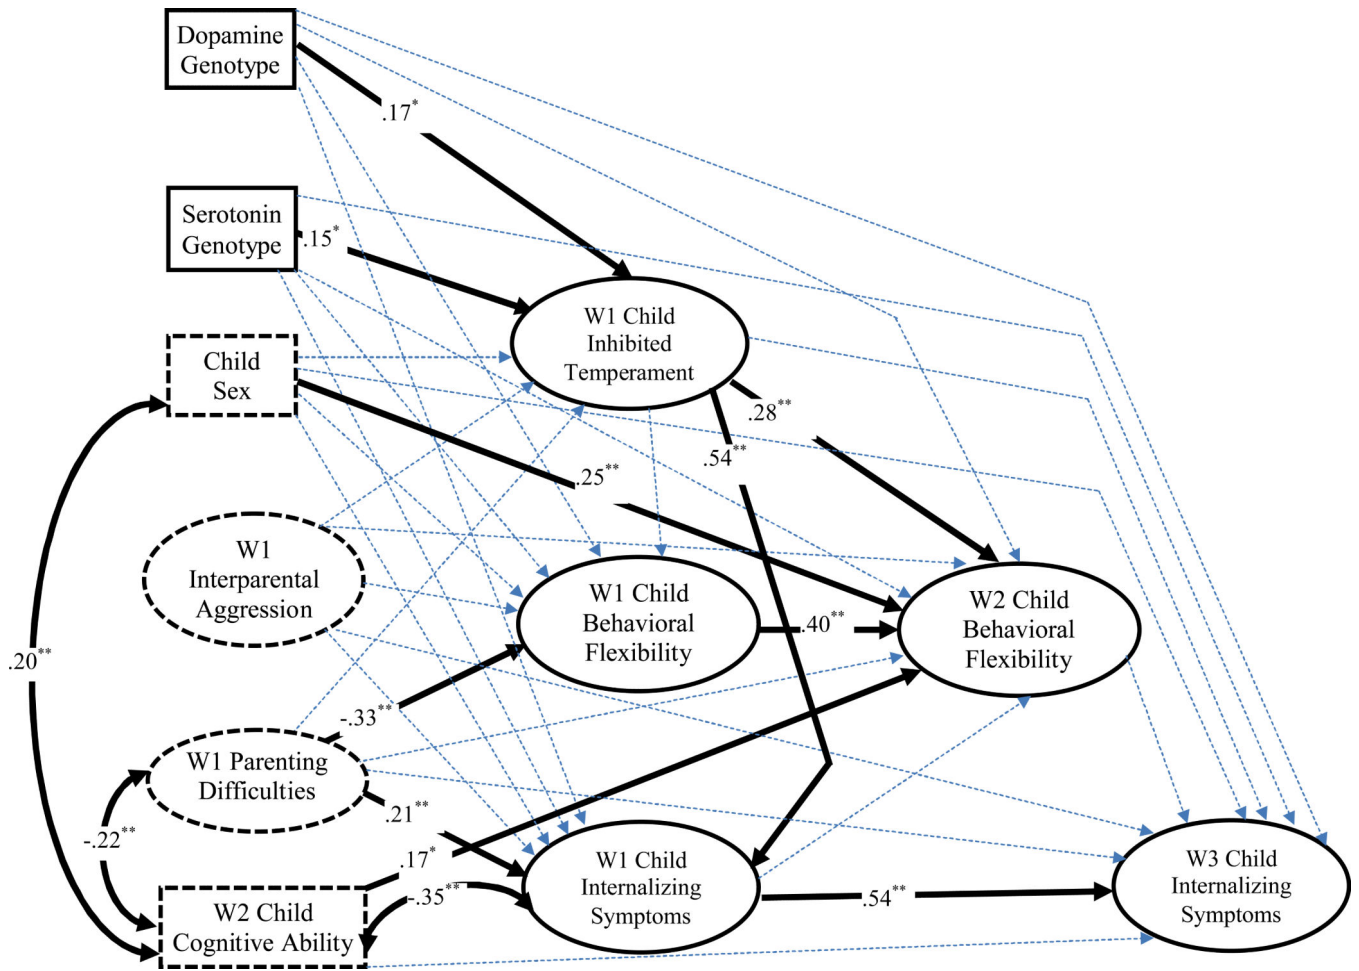 Dopamine
Genotype
.17*
Serotonin
Genotype
.15*
W1 Child
Inhibited
Temperament
Child
Sex
.28**
.54**
.25**
W1
Interparental
Aggression
W1 Child
Behavioral
Flexibility
.40**
W2 Child
Behavioral
Flexibility
.20**
-.33**
W1 Parenting
Difficulties
.21**
-.22**
.17*
W1 Child
Internalizing
Symptoms
W3 Child
Internalizing
Symptoms
-.35**
.54**
W2 Child
Cognitive Ability